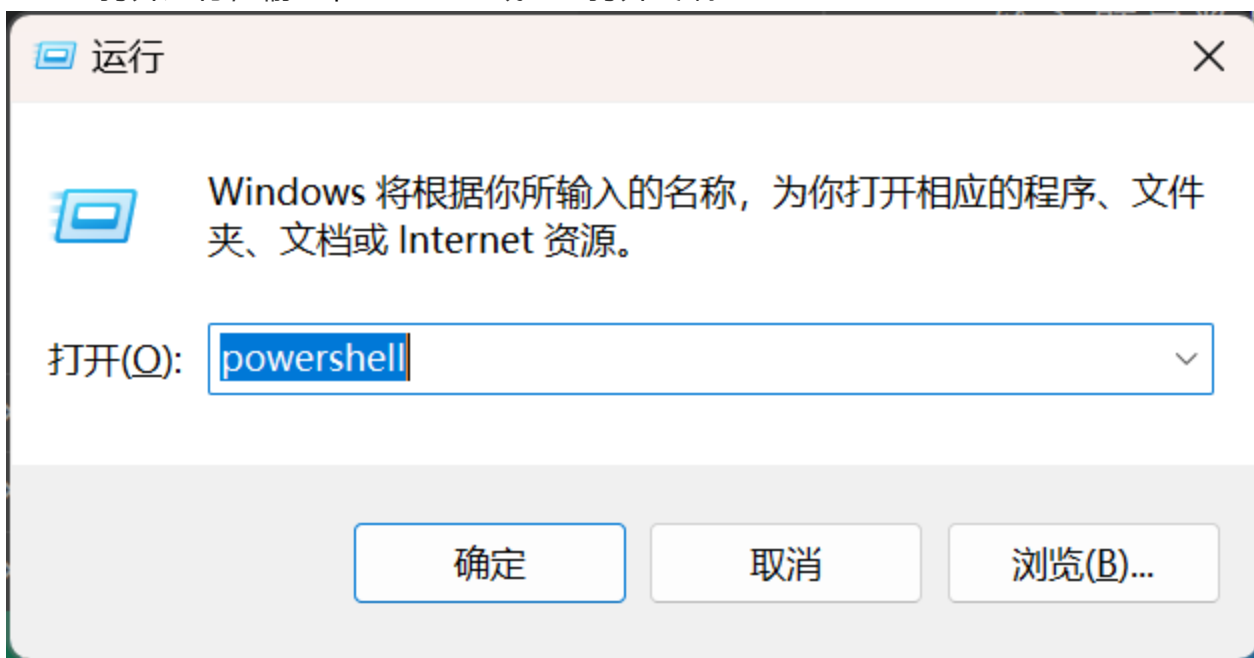 运行
Windows 将根据你所输入的名称，为你打开相应的程序、文件
夹、文档或 Internet 资源。
打开(O):
powershell
确定
取消
浏览(B)...